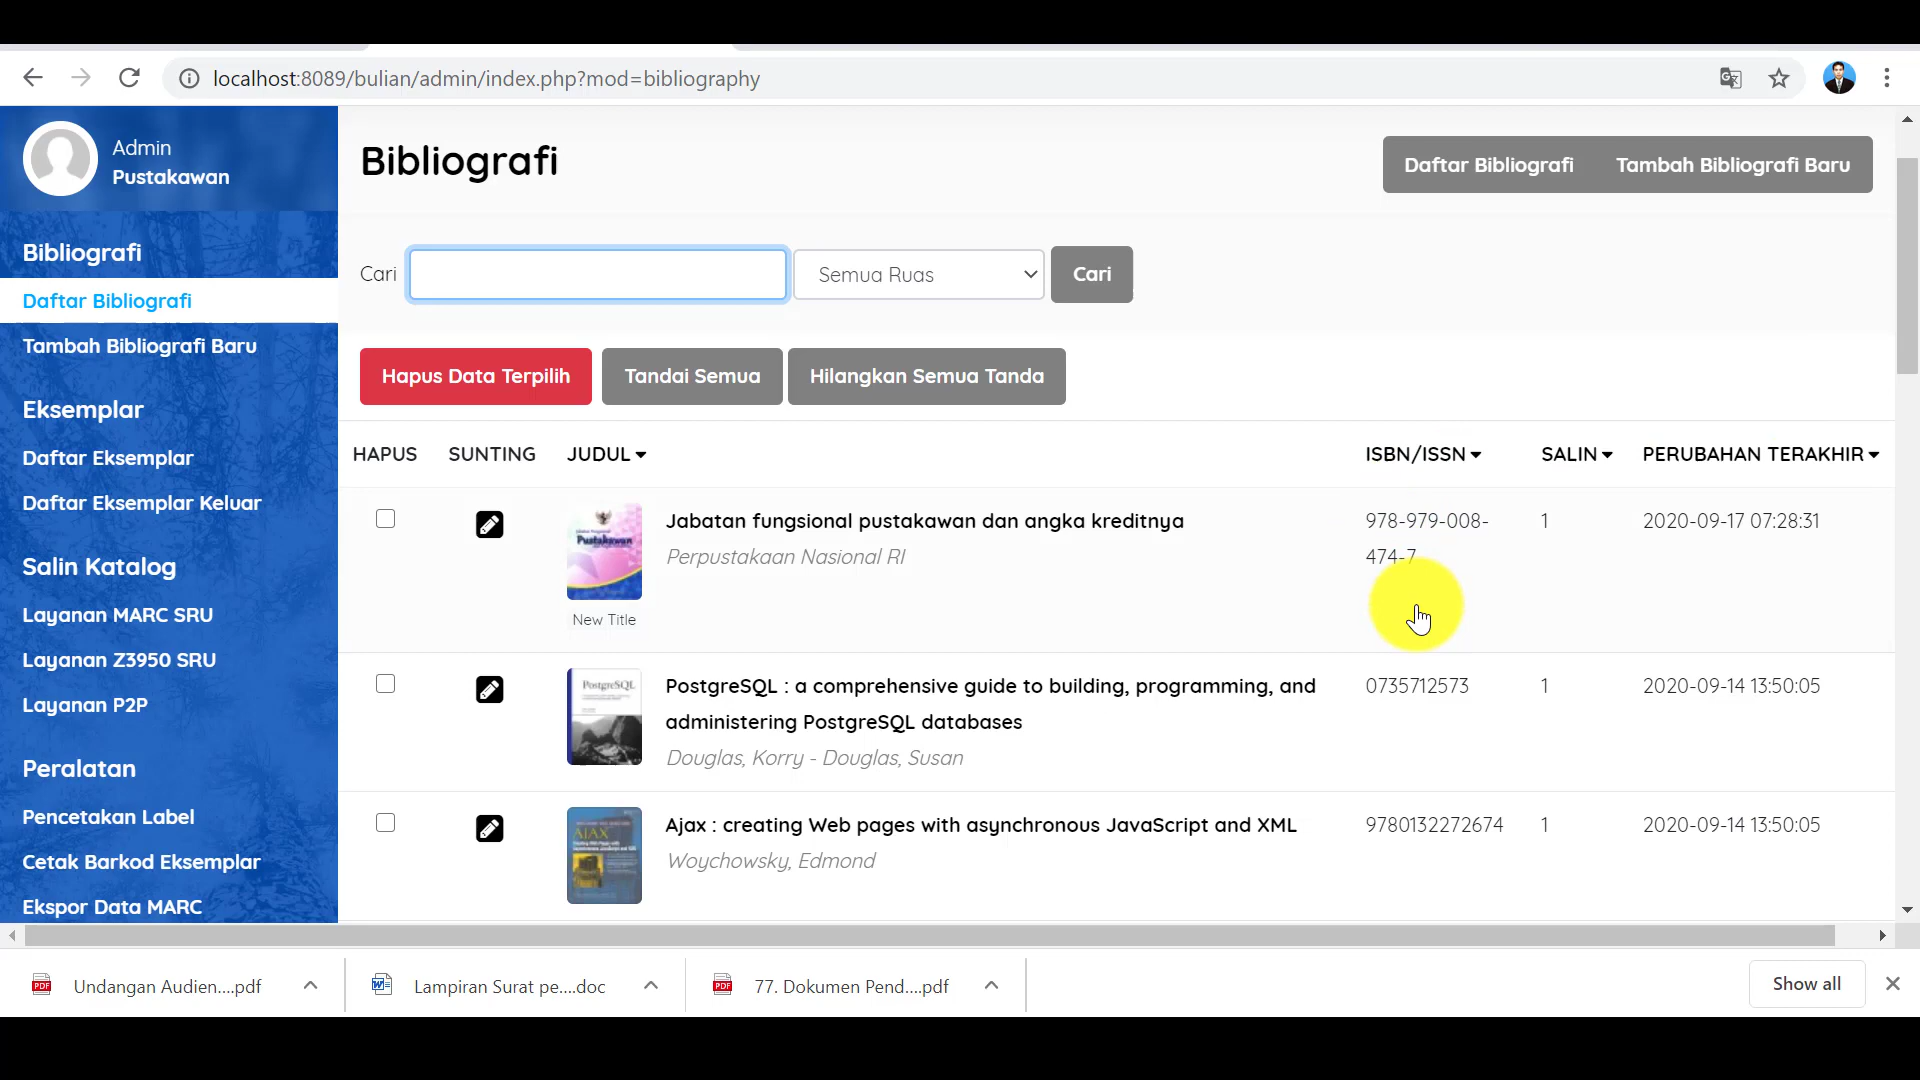 localhost:8089/bulian/admin/index.php?mod=bibliography
Admin
Pustakawan
Bibliografi
Daftar Bibliografi
Tambah Bibliografi Baru
Eksemplar
Daftar Eksemplar
Daftar Eksemplar Keluar
Salin Katalog
Layanan MARC SRU
Layanan Z3950 SRU
Layanan P2P
Peralatan
Pencetakan Label
Cetak Barkod Eksemplar
Ekspor Data MARC
Bibliografi
Daftar Bibliografi Tambah Bibliografi Baru
Cari Semua Ruas Cari
Hapus Data Terpilih Tandai Semua Hilangkan Semua Tanda
HAPUS SUNTING JUDUL ISBN/ISSN SALIN PERUBAHAN TERAKHIR
Pustakawan
New Title
Jabatan fungsional pustakawan dan angka kreditnya
Perpustakaan Nasional RI
978-979-008-
474-7
1
2020-09-17 07:28:31
PostgreSQL
PostgreSQL : a comprehensive guide to building, programming, and
administering PostgreSQL databases
Douglas, Korry - Douglas, Susan
0735712573
1
2020-09-14 13:50:05
AJAX
Ajax : creating Web pages with asynchronous JavaScript and XML
Woychowsky, Edmond
9780132272674
1
2020-09-14 13:50:05
PDF Undangan Audien....pdf
W Lampiran Surat pe....doc
PDF 77. Dokumen Pend....pdf
Show all